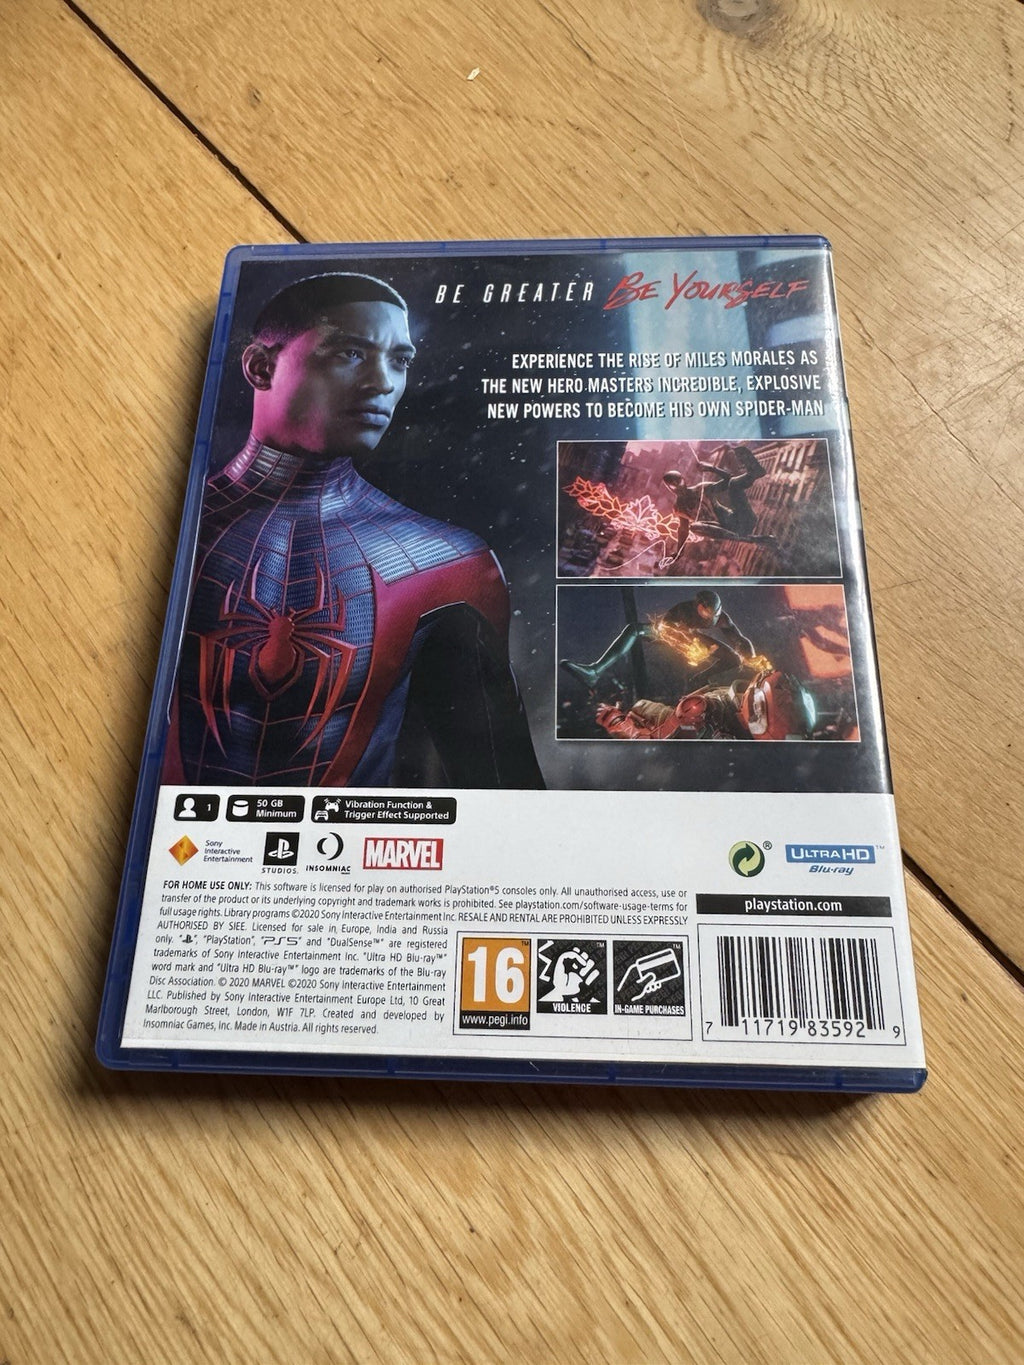 BE GREATER BE YOURSELF
EXPERIENCE THE RISE OF MILES MORALES AS
THE NEW HERO MASTERS INCREDIBLE, EXPLOSIVE
NEW POWERS TO BECOME HIS OWN SPIDER-MAN
1
50 GB
Minimum
Vibration Function &
Trigger Effect Supported
Sony
Interactive
Entertainment
STUDIOS™
INSOMNIAC
MARVEL
®
ULTRA HD™
Blu-ray
playstation.com
FOR HOME USE ONLY: This software is licensed for play on authorised PlayStation®5 consoles only. All unauthorised access, use or
transfer of the product or its underlying copyright and trademark works is prohibited. See playstation.com/software-usage-terms for
full usage rights. Library programs ©2020 Sony Interactive Entertainment Inc. RESALE AND RENTAL ARE PROHIBITED UNLESS EXPRESSLY
AUTHORISED BY SIEE. Licensed for sale in Europe, India and Russia
only. "PS", "PlayStation", "PS5" and "DualSense™" are registered
trademarks of Sony Interactive Entertainment Inc. "Ultra HD Blu-ray™"
word mark and "Ultra HD Blu-ray™" logo are trademarks of the Blu-ray
Disc Association. © 2020 MARVEL ©2020 Sony Interactive Entertainment
LLC. Published by Sony Interactive Entertainment Europe Ltd, 10 Great
Marlborough Street, London, W1F 7LP. Created and developed by
Insomniac Games, Inc. Made in Austria. All rights reserved.
16™
www.pegi.info
™
VIOLENCE
™
IN-GAME PURCHASES
7 11719 83592 9